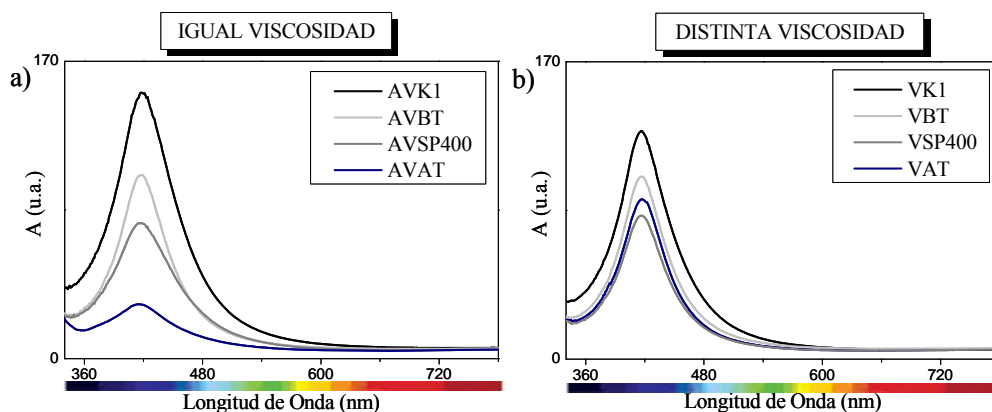 IGUAL VISCOSIDAD
a)
170
A (u.a.)
0
AVK1
AVBT
AVSP400
AVAT
360 480 600 720
Longitud de Onda (nm)
DISTINTA VISCOSIDAD
b)
170
A (u.a.)
0
VK1
VBT
VSP400
VAT
360 480 600 720
Longitud de Onda (nm)